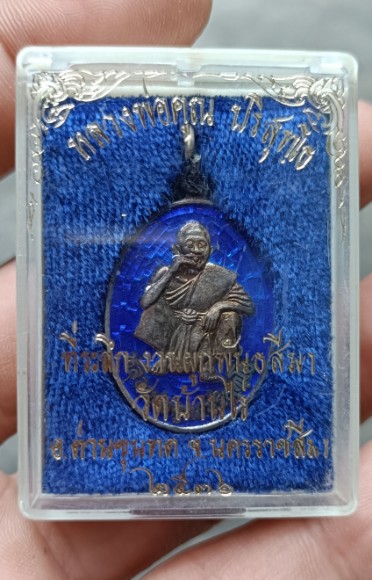 หลวงพ่อคูณ ปริสุทฺโธ
ที่ระลึกงานผูกพัทธสีมา
วัดบ้านไร่
อ.ด่านขุนทด จ.นครราชสีมา
๒๕๓๖